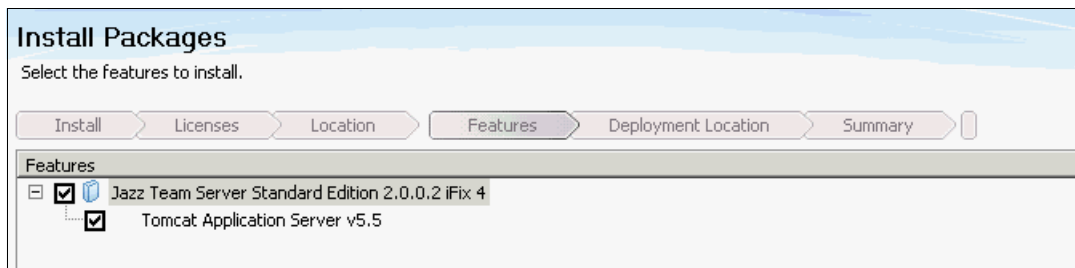 Install Packages
Select the features to install.
Install Licenses Location Features Deployment Location Summary
Features
Jazz Team Server Standard Edition 2.0.0.2 iFix 4
Tomcat Application Server v5.5